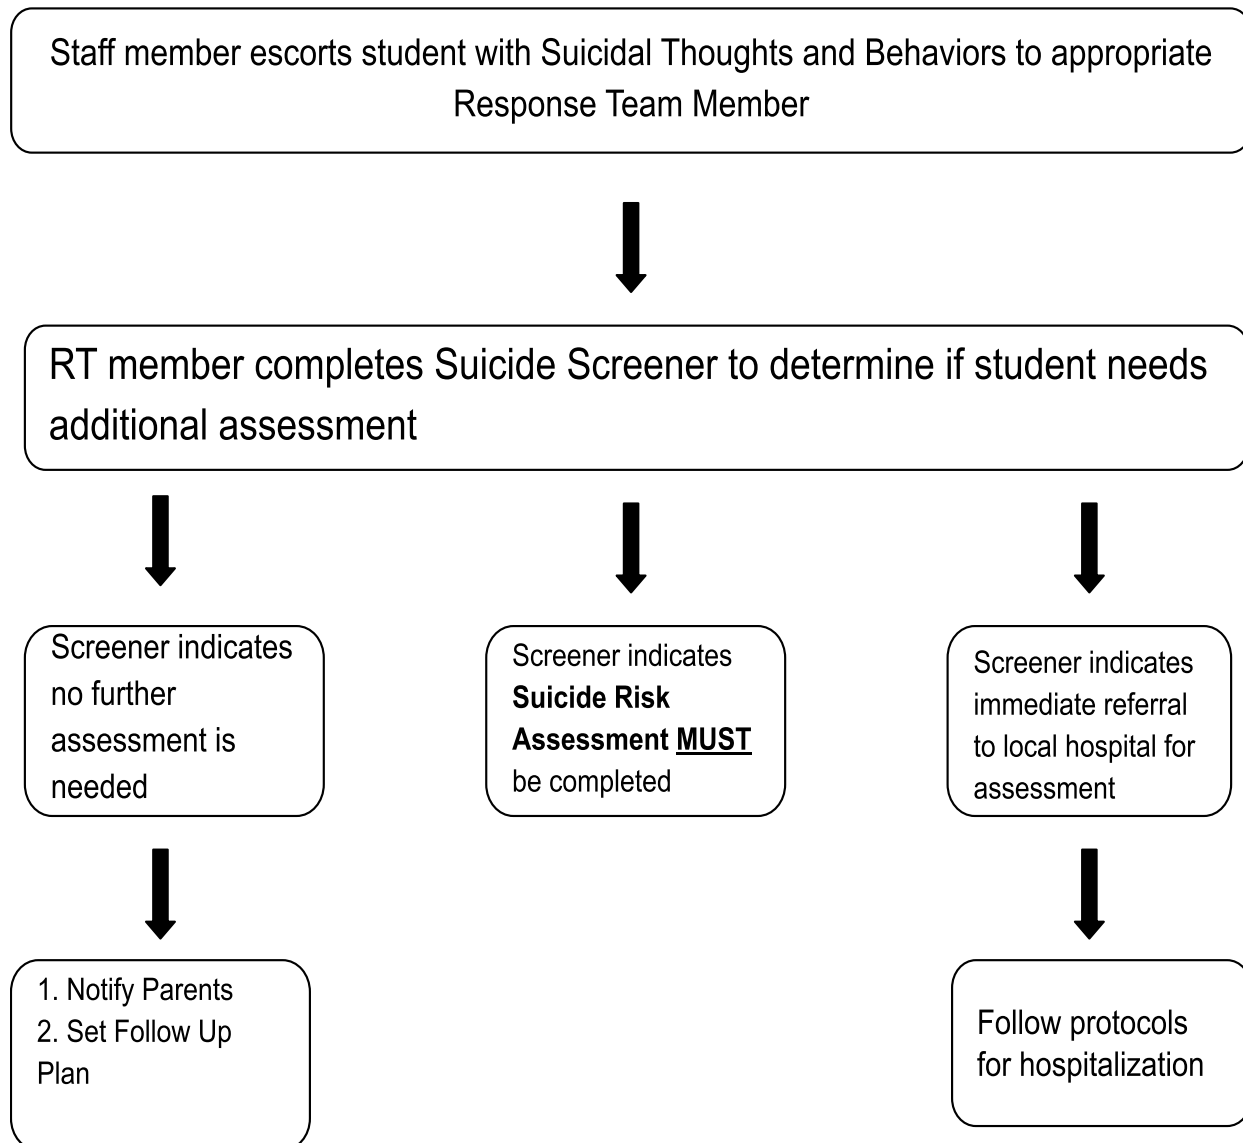 Staff member escorts student with Suicidal Thoughts and Behaviors to appropriate
Response Team Member
RT member completes Suicide Screener to determine if student needs
additional assessment
Screener indicates
no further
assessment is
needed
Screener indicates
Suicide Risk
Assessment MUST
be completed
Screener indicates
immediate referral
to local hospital for
assessment
1. Notify Parents
2. Set Follow Up
Plan
Follow protocols
for hospitalization